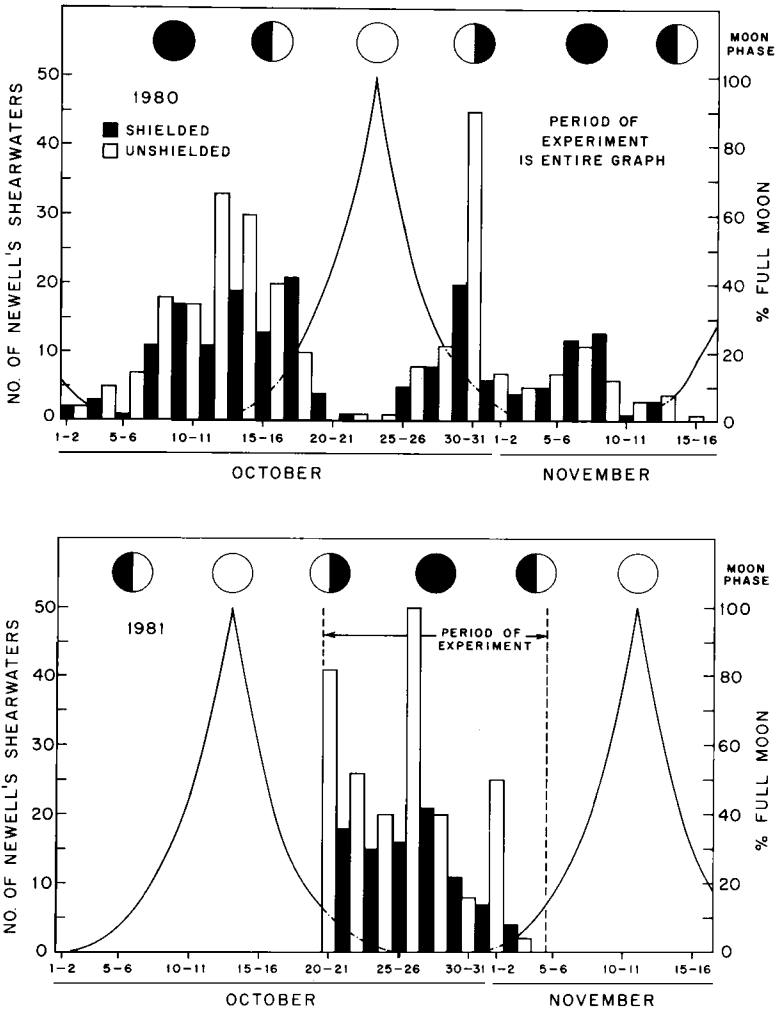 MOON
PHASE
NO. OF NEWELL'S SHEARWATERS
50
40
30
20
10
0
1980
SHIELDED
UNSHIELDED
PERIOD OF
EXPERIMENT
IS ENTIRE GRAPH
100
80
60
40
20
0
% FULL MOON
1-2 5-6 10-11 15-16 20-21 25-26 30-31 1-2 5-6 10-11 15-16
OCTOBER NOVEMBER
MOON
PHASE
NO. OF NEWELL'S SHEARWATERS
50
40
30
20
10
0
1981
PERIOD OF
EXPERIMENT
100
80
60
40
20
0
% FULL MOON
1-2 5-6 10-11 15-16 20-21 25-26 30-31 1-2 5-6 10-11 15-16
OCTOBER NOVEMBER